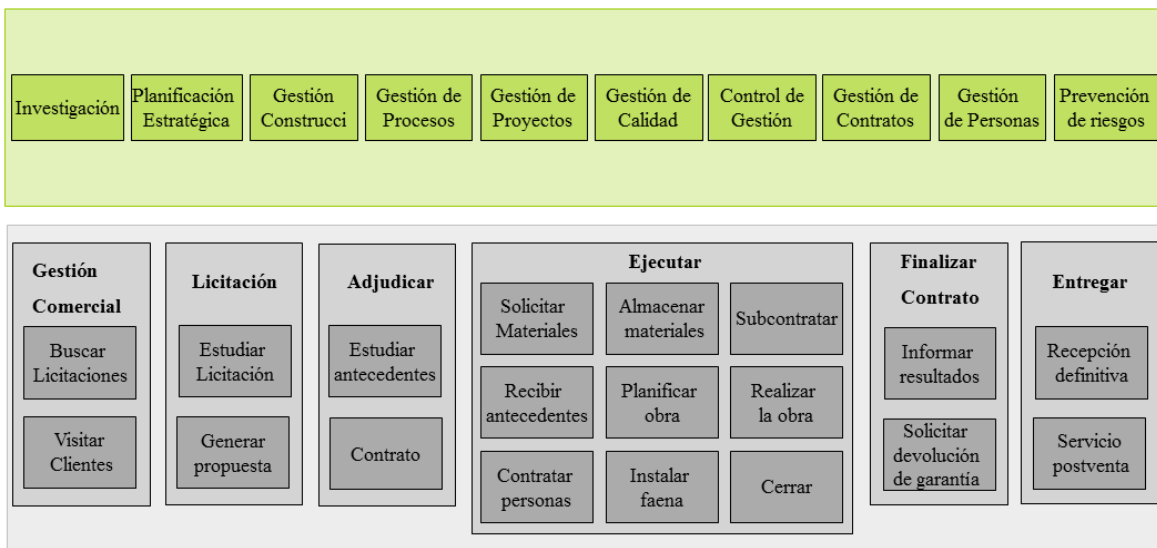 Investigación
Planificación
Estratégica
Gestión
Construcci
Gestión de
Procesos
Gestión de
Proyectos
Gestión de
Calidad
Control de
Gestión
Gestión de
Contratos
Gestión
de Personas
Prevención
de riesgos
Gestión
Comercial
Buscar
Licitaciones
Visitar
Clientes
Licitación
Estudiar
Licitación
Generar
propuesta
Adjudicar
Estudiar
antecedentes
Contrato
Ejecutar
Solicitar
Materiales
Almacenar
materiales
Subcontratar
Recibir
antecedentes
Planificar
obra
Realizar
la obra
Contratar
personas
Instalar
faena
Cerrar
Finalizar
Contrato
Informar
resultados
Solicitar
devolución
de garantía
Entregar
Recepción
definitiva
Servicio
postventa